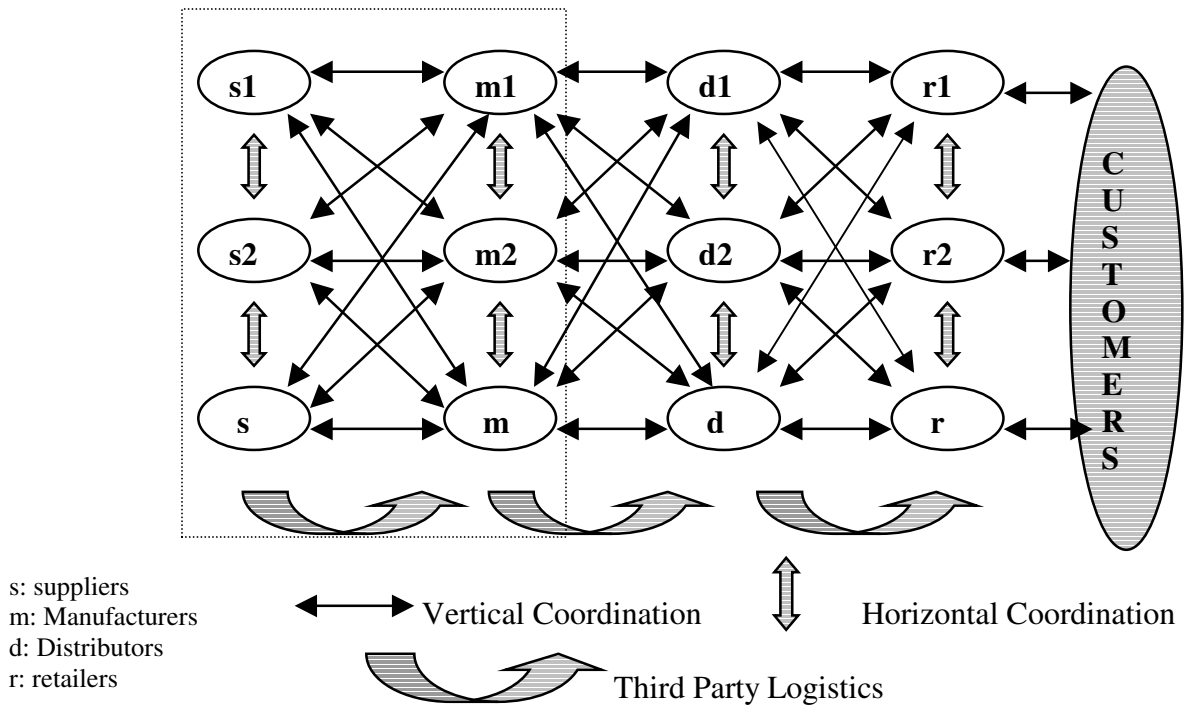 s1 m1 d1 r1
s2 m2 d2 r2
s m d r
CUSTOMERS
s: suppliers
m: Manufacturers
d: Distributors
r: retailers
Vertical Coordination
Horizontal Coordination
Third Party Logistics